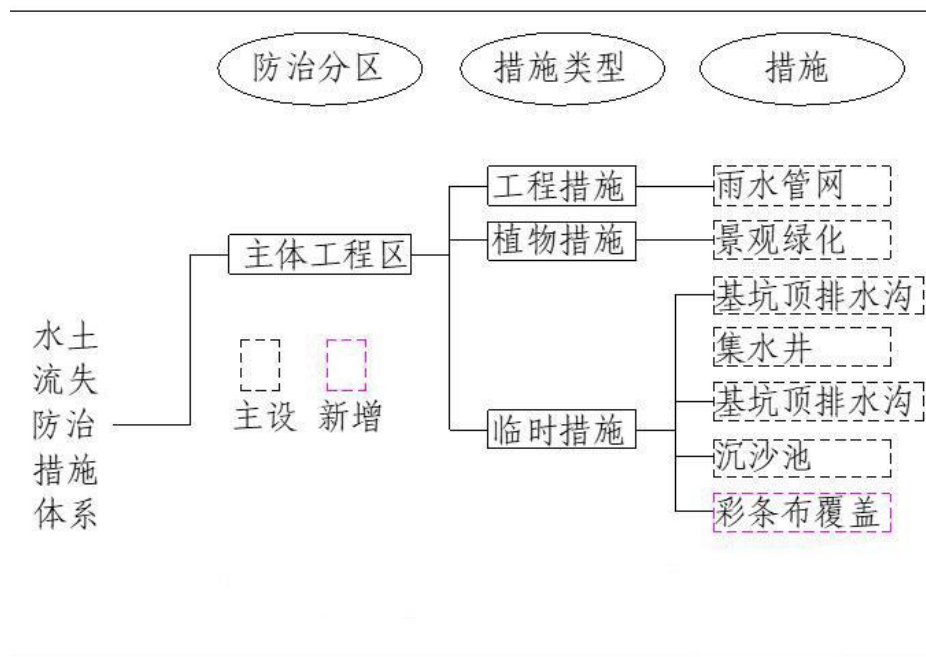 防治分区
措施类型
措施
水土
流失
防治
措施
体系
主体工程区
主设
新增
工程措施
雨水管网
植物措施
景观绿化
临时措施
基坑顶排水沟
集水井
基坑顶排水沟
沉沙池
彩条布覆盖